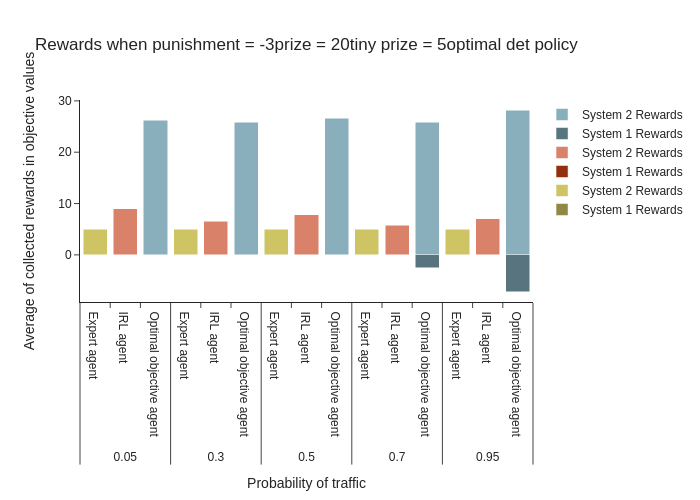 Rewards when punishment = -3prize = 20tiny prize = 5optimal det policy
Average of collected rewards in objective values
30
20
10
0
System 2 Rewards
System 1 Rewards
System 2 Rewards
System 1 Rewards
System 2 Rewards
System 1 Rewards
Expert agent
IRL agent
Optimal objective agent
Expert agent
IRL agent
Optimal objective agent
Expert agent
IRL agent
Optimal objective agent
Expert agent
IRL agent
Optimal objective agent
Expert agent
IRL agent
Optimal objective agent
0.05
0.3
0.5
0.7
0.95
Probability of traffic